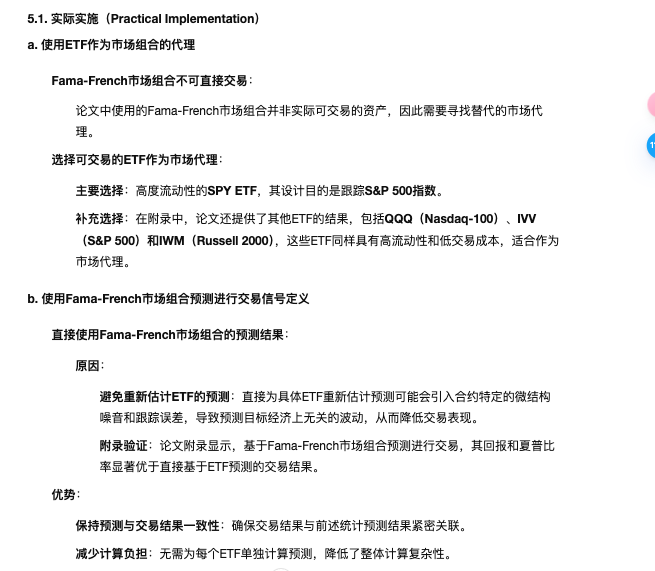 5.1. 实际实施（Practical Implementation）
a. 使用ETF作为市场组合的代理
Fama-French市场组合不可直接交易：
论文中使用的Fama-French市场组合并非实际可交易的资产，因此需要寻找替代的市场代
理。
选择可交易的ETF作为市场代理：
主要选择：高度流动性的SPY ETF，其设计目的是跟踪S&P 500指数。
补充选择：在附录中，论文还提供了其他ETF的结果，包括QQQ（Nasdaq-100）、IVV
（S&P 500）和IWM（Russell 2000），这些ETF同样具有高流动性和低交易成本，适合作为
市场代理。
b. 使用Fama-French市场组合预测进行交易信号定义
直接使用Fama-French市场组合的预测结果：
原因：
避免重新估计ETF的预测：直接为具体ETF重新估计预测可能会引入合约特定的微结构
噪音和跟踪误差，导致预测目标经济上无关的波动，从而降低交易表现。
附录验证：论文附录显示，基于Fama-French市场组合预测进行交易，其回报和夏普比
率显著优于直接基于ETF预测的交易结果。
优势：
保持预测与交易结果一致性：确保交易结果与前述统计预测结果紧密关联。
减少计算负担：无需为每个ETF单独计算预测，降低了整体计算复杂性。